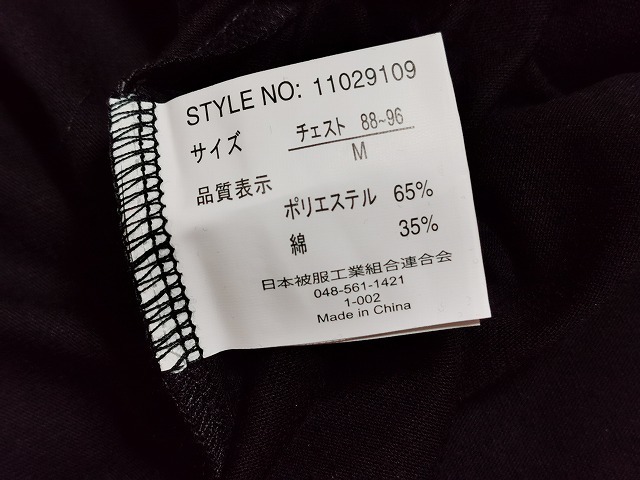 STYLE NO: 11029109
サイズ チェスト 88~96
M
品質表示
ポリエステル 65%
綿 35%
日本被服工業組合連合会
048-561-1421
1-002
Made in China